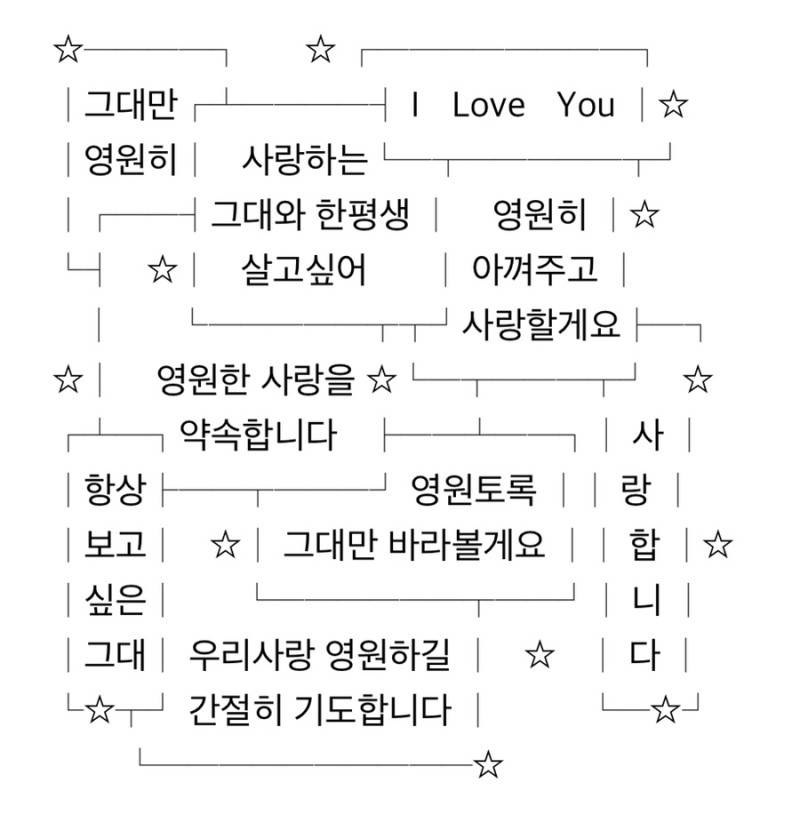 그대만 I Love You
영원히 사랑하는
그대와 한평생 영원히
살고싶어 아껴주고
사랑할게요
영원한 사랑을
약속합니다 사
항상 영원토록 랑
보고 그대만 바라볼게요 합
싶은 니
그대 우리사랑 영원하길 다
간절히 기도합니다